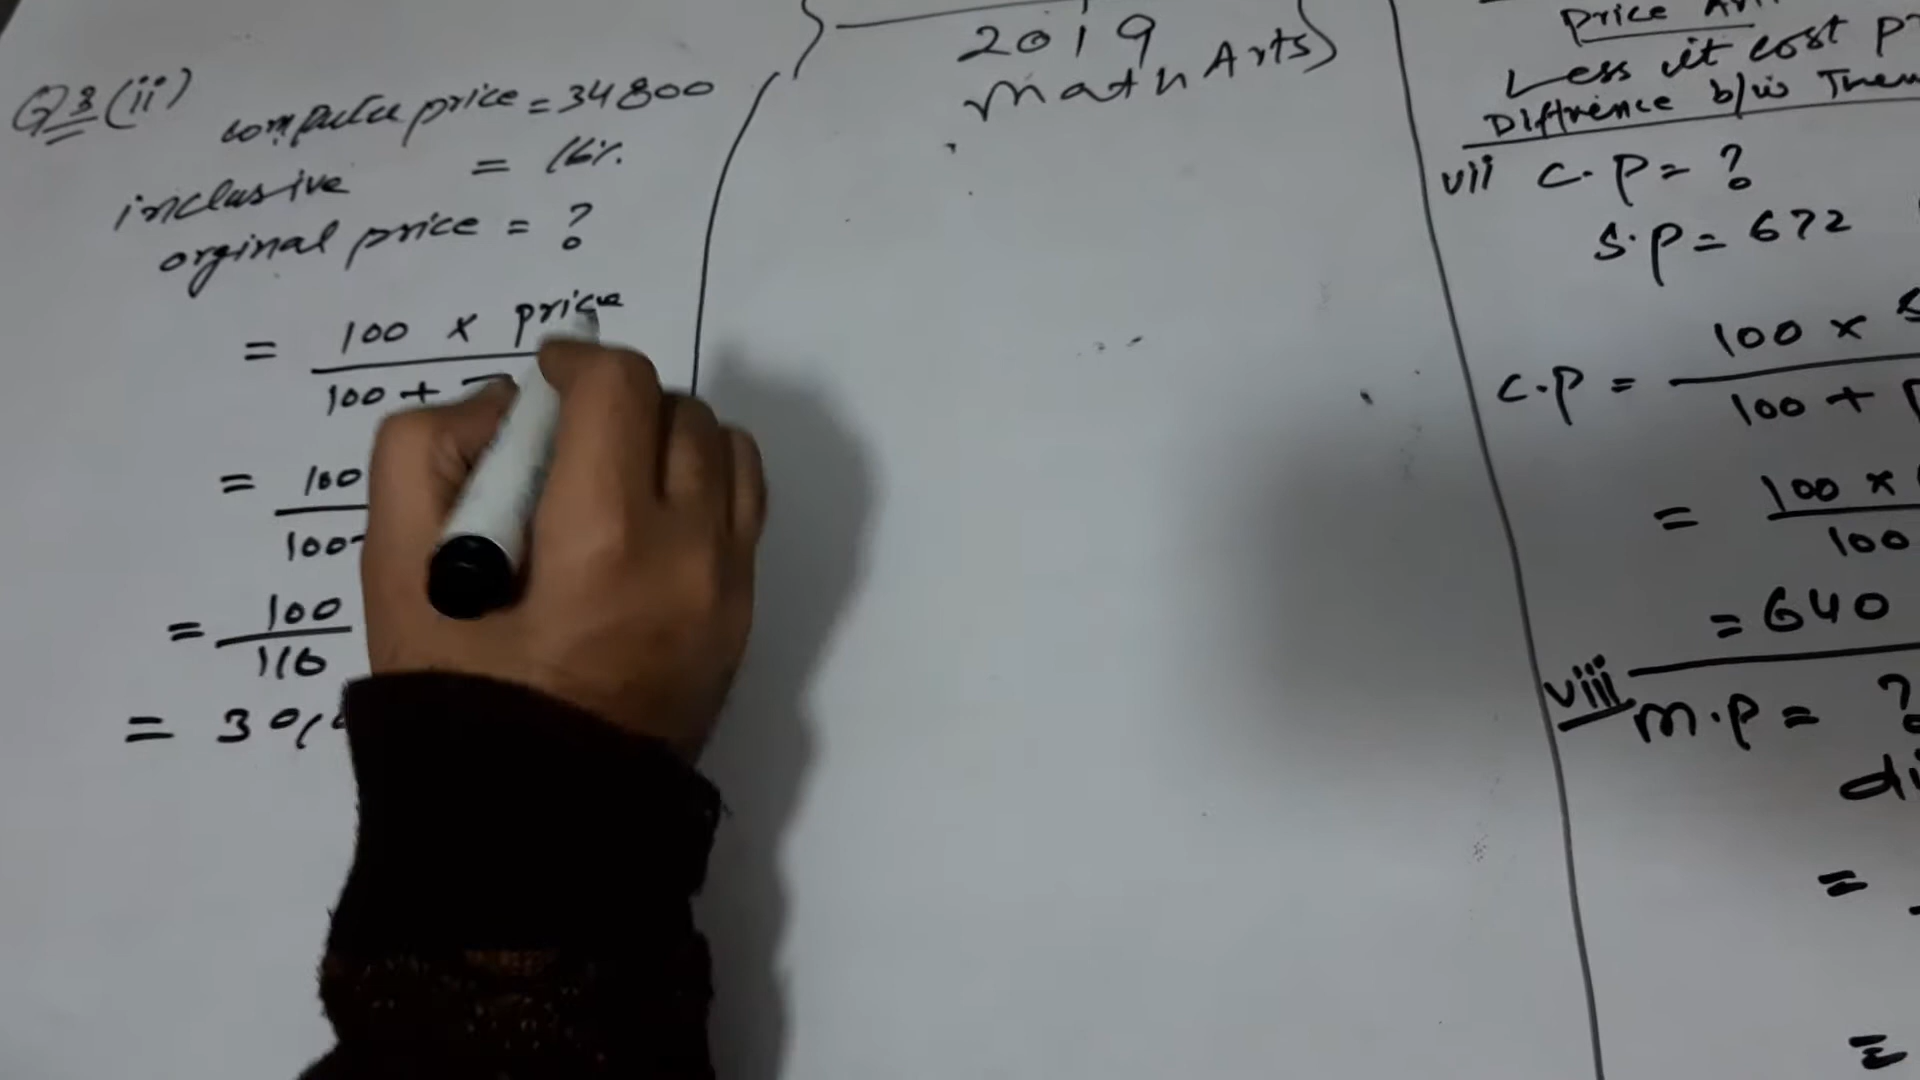 Q3 (ii)
computer price = 34800
inclusive = 16%
orginal price = ?
= 100 x price
100 +
= 100
100
= 100
116
= 30,
2019
math Arts
Price
Less it cost
Diffrence b/w Them
vii C.P = ?
S.P = 672
C.P = 100 x
100 +
= 100 x
100
= 640
viii m.p = ?
=
=